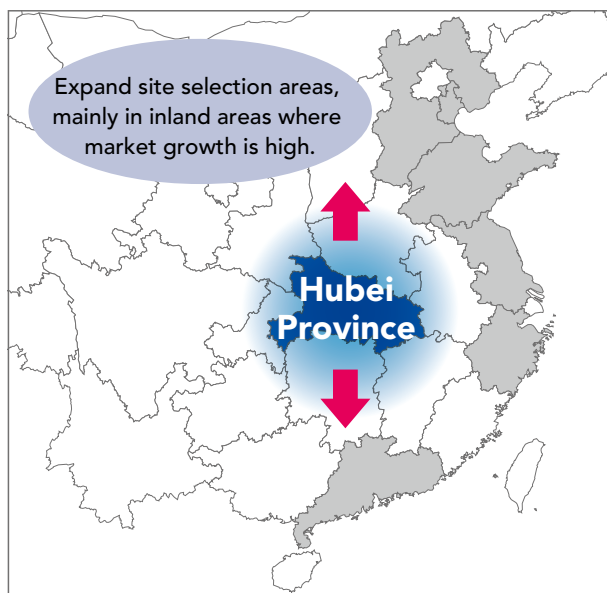 Expand site selection areas,
mainly in inland areas where
market growth is high.
Hubei
Province